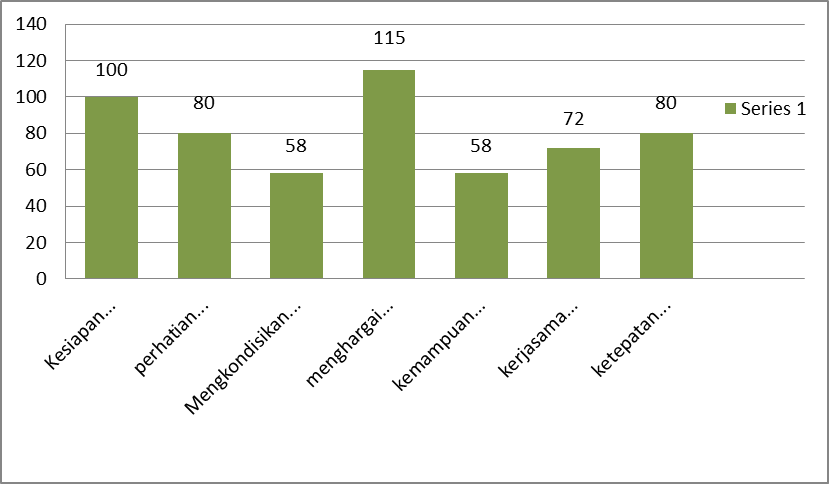 140
120
100
80
60
40
20
0
100
80
58
115
58
72
80
Kesiapan...
perhatian...
Mengkondisikan...
menghargai...
kemampuan...
kerjasama...
ketepatan...
Series 1